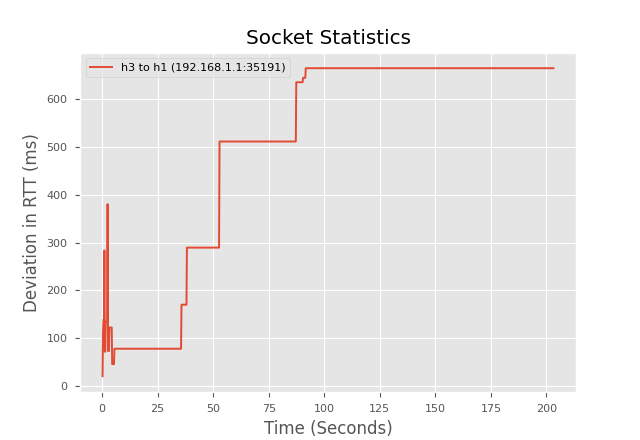 Socket Statistics
h3 to h1 (192.168.1.1:35191)
Deviation in RTT (ms)
600
500
400
300
200
100
0
0 25 50 75 100 125 150 175 200
Time (Seconds)